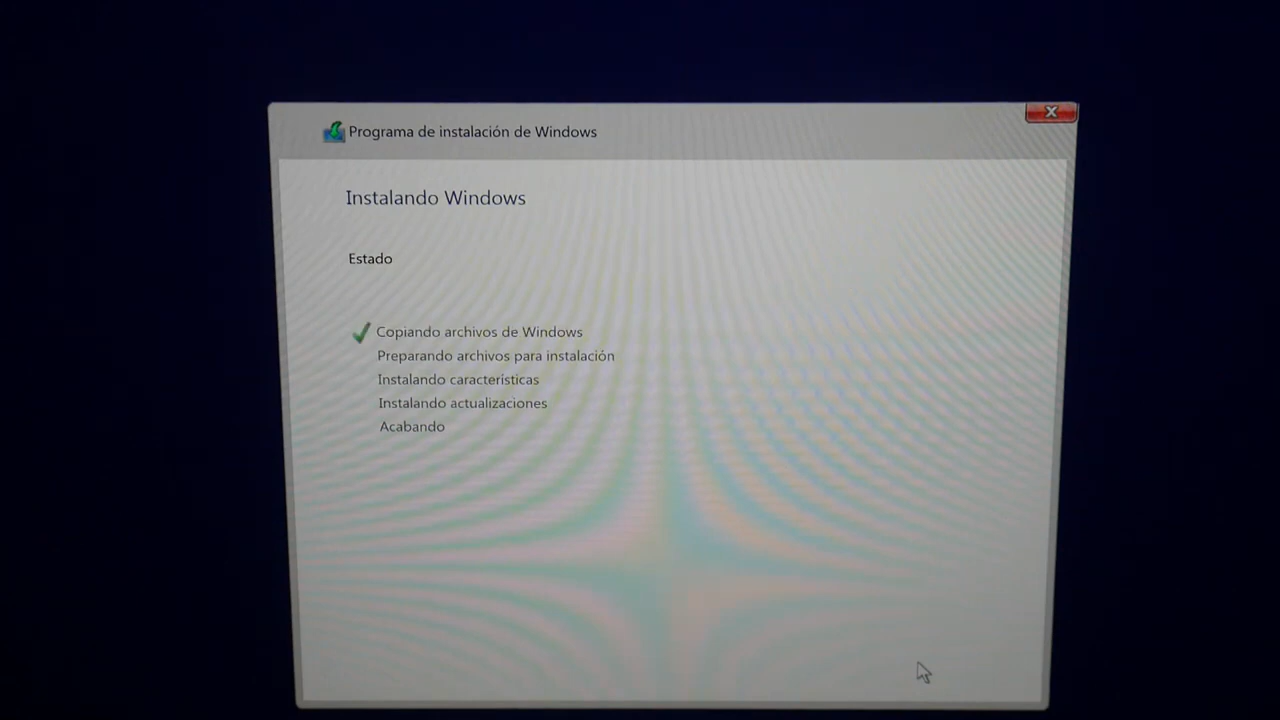 Programa de instalación de Windows
Instalando Windows
Estado
Copiando archivos de Windows
Preparando archivos para instalación
Instalando características
Instalando actualizaciones
Acabando